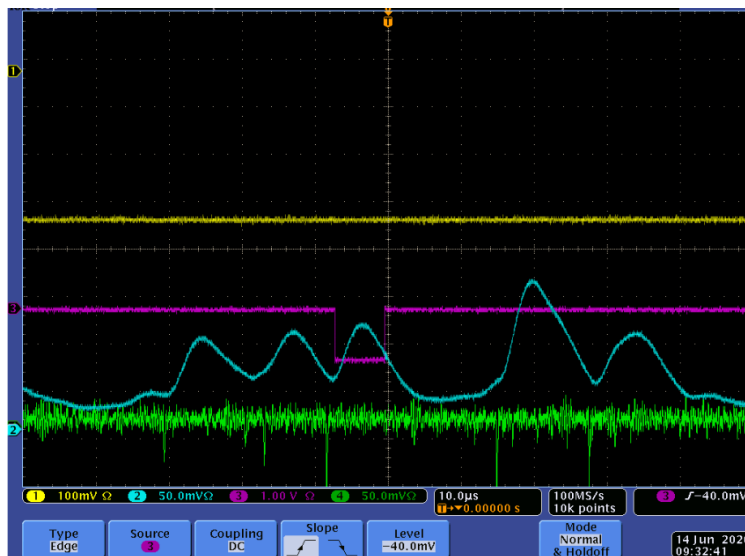 T
1
3
2
1 100mV Ω 2 50.0mVΩ 3 1.00 V Ω 4 50.0mVΩ
10.0µs
T→▼0.00000 s
100MS/s
10k points
3 ∫−40.0mV
Type
Edge
Source
3
Coupling
DC
Slope
Level
−40.0mV
Mode
Normal
& Holdoff
14 Jun 202
09:32:41